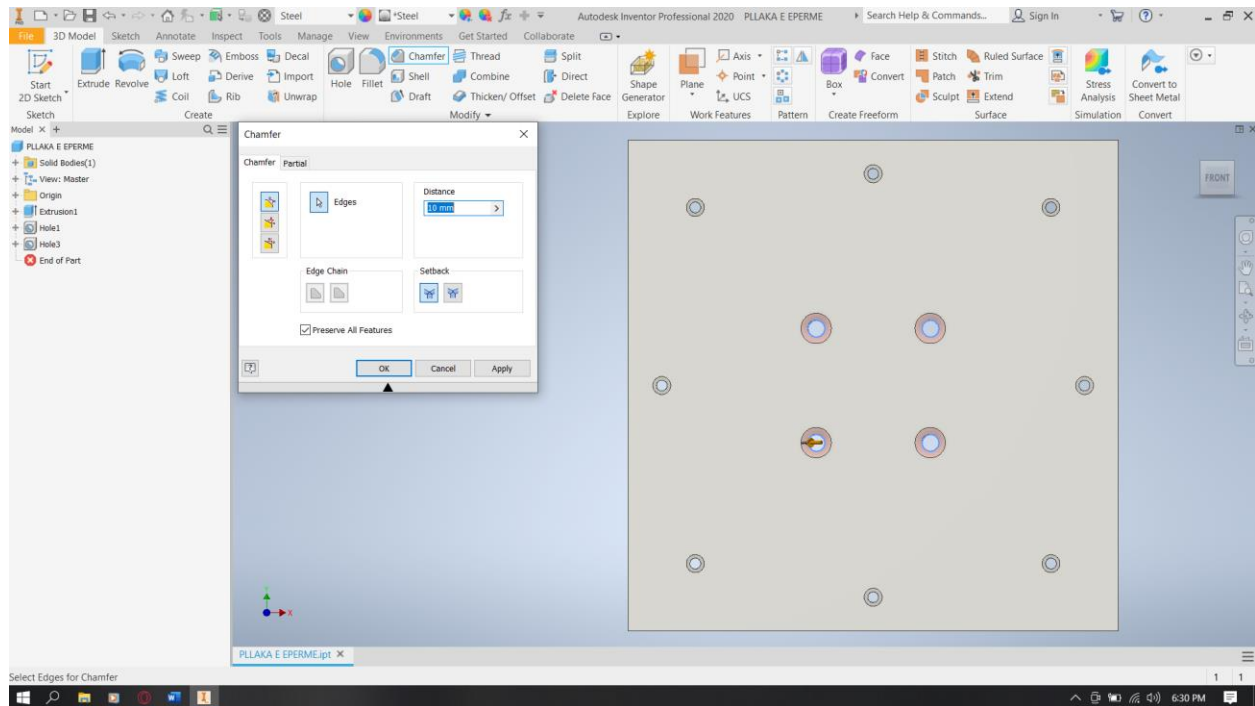 Steel
*Steel
Autodesk Inventor Professional 2020 PLLAKA E EPERME
Search Help & Commands...
Sign In
File 3D Model Sketch Annotate Inspect Tools Manage View Environments Get Started Collaborate
Start
2D Sketch
Extrude
Revolve
Sweep
Loft
Coil
Emboss
Derive
Rib
Decal
Import
Unwrap
Hole
Fillet
Chamfer
Shell
Draft
Thread
Combine
Thicken/ Offset
Split
Direct
Delete Face
Shape
Generator
Plane
Axis
Point
UCS
Box
Face
Convert
Stitch
Patch
Sculpt
Ruled Surface
Trim
Extend
Stress
Analysis
Convert to
Sheet Metal
Sketch Create Modify Explore Work Features Pattern Create Freeform Surface Simulation Convert
Model
PLLAKA E EPERME
Solid Bodies(1)
View: Master
Origin
Extrusion1
Hole1
Hole3
End of Part
Chamfer
Chamfer Partial
Edges
Distance
10 mm
Edge Chain
Setback
Preserve All Features
OK Cancel Apply
FRONT
X
PLLAKA E EPERME.ipt
Select Edges for Chamfer
1 1
6:30 PM